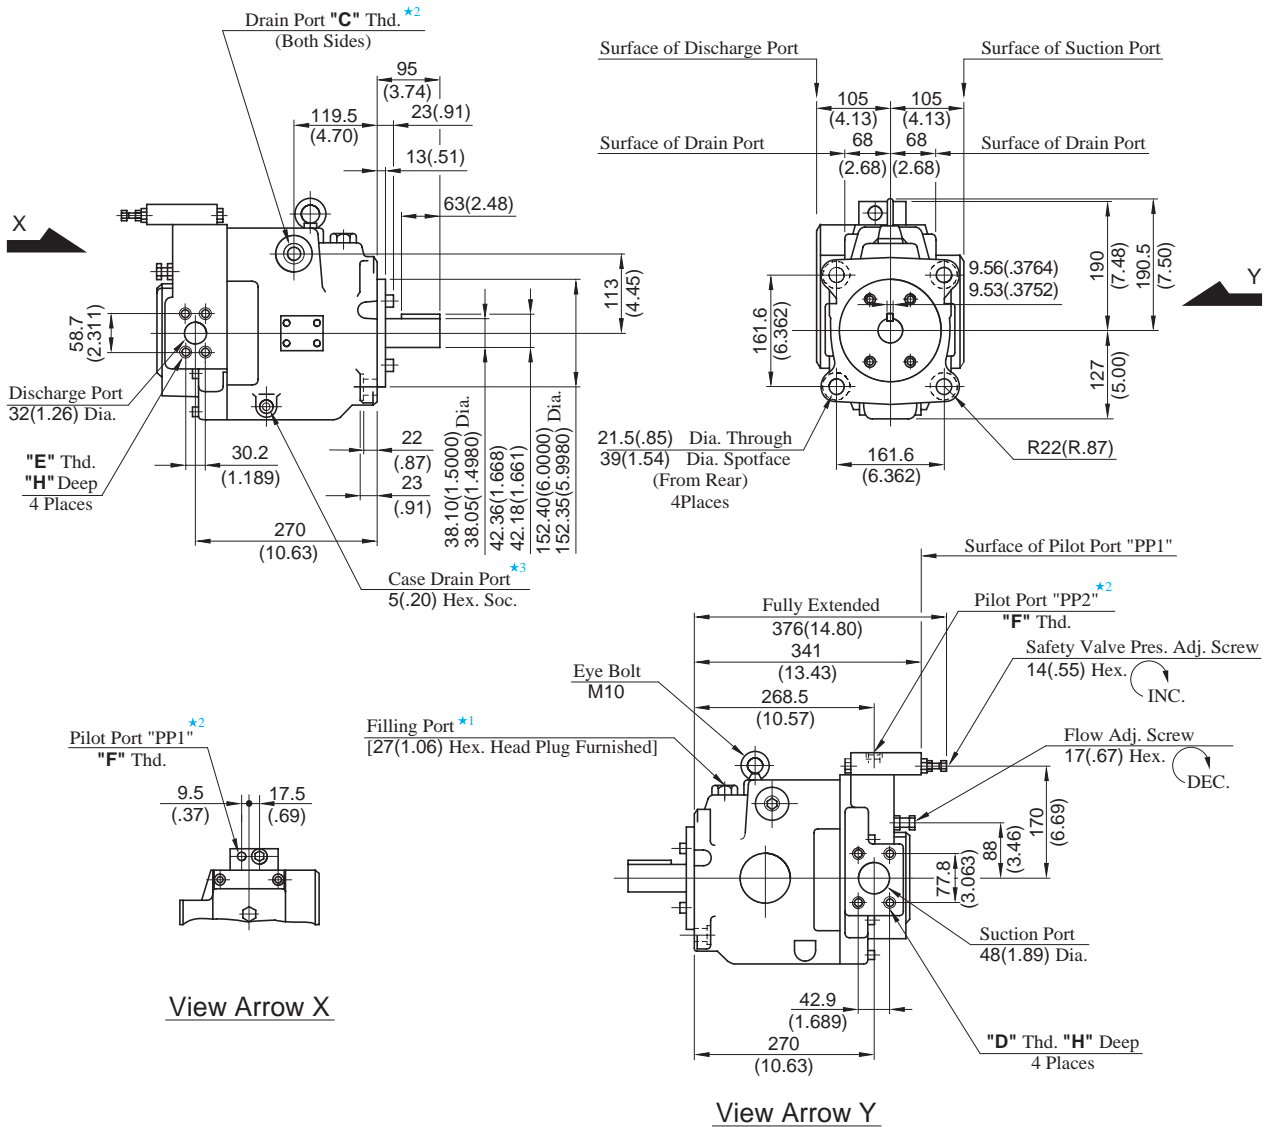 Drain Port "C" Thd. ★2
(Both Sides)
95
(3.74)
119.5
(4.70)
23(.91)
13(.51)
63(2.48)
X
113
(4.45)
58.7
(2.311)
Discharge Port
32(1.26) Dia.
"E" Thd.
"H" Deep
4 Places
30.2
(1.189)
22
(.87)
23
(.91)
270
(10.63)
38.10(1.5000)
38.05(1.4980) Dia.
42.36(1.668)
42.18(1.661)
152.40(6.0000)
152.35(5.9980) Dia.
Case Drain Port ★3
5(.20) Hex. Soc.
Surface of Discharge Port
Surface of Suction Port
105
(4.13)
105
(4.13)
Surface of Drain Port
68
(2.68)
68
(2.68)
Surface of Drain Port
9.56(.3764)
9.53(.3752)
190
(7.48)
190.5
(7.50)
Y
161.6
(6.362)
127
(5.00)
21.5(.85) Dia. Through
39(1.54) Dia. Spotface
(From Rear)
4Places
161.6
(6.362)
R22(R.87)
Surface of Pilot Port "PP1"
Fully Extended
376(14.80)
Pilot Port "PP2" ★2
"F" Thd.
341
(13.43)
Safety Valve Pres. Adj. Screw
14(.55) Hex.
INC.
Eye Bolt
M10
268.5
(10.57)
Filling Port ★1
[27(1.06) Hex. Head Plug Furnished]
Flow Adj. Screw
17(.67) Hex.
DEC.
Pilot Port "PP1" ★2
"F" Thd.
9.5
(.37)
17.5
(.69)
170
(6.69)
88
(3.46)
77.8
(3.063)
Suction Port
48(1.89) Dia.
42.9
(1.689)
270
(10.63)
"D" Thd. "H" Deep
4 Places
View Arrow X
View Arrow Y